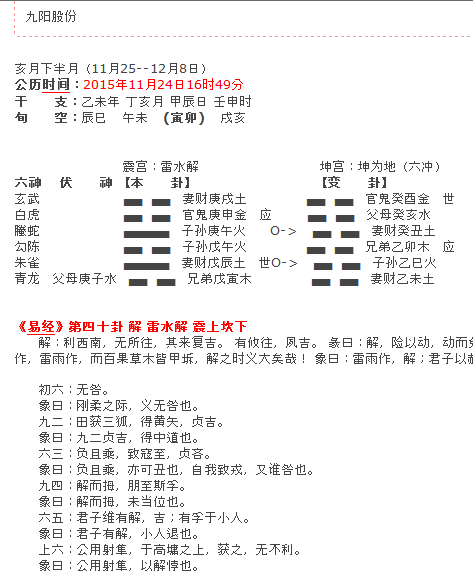 九阳股份
亥月下半月（11月25--12月8日）
公历时间：2015年11月24日16时49分
干　　支：乙未年 丁亥月 甲辰日 壬申时
旬　　空：辰巳　 午未　（寅卯）　戌亥
震宫：雷水解　　坤宫：坤为地（六冲）
六神　伏　　神　【本　　卦】　　【变　　卦】
玄武　　妻财庚戌土　　官鬼癸酉金　世
白虎　　官鬼庚申金　应　　父母癸亥水
螣蛇　　子孙庚午火　　O->　　妻财癸丑土
勾陈　　子孙戊午火　　兄弟乙卯木　应
朱雀　　妻财戊辰土　世O->　　子孙乙巳火
青龙　父母庚子水　　兄弟戊寅木　　妻财乙未土
《易经》第四十卦 解 雷水解 震上坎下
解：利西南，无所往，其来复吉。 有攸往，夙吉。 彖曰：解，险以动，动而
作，雷雨作，而百果草木皆甲坼，解之时义大矣哉！ 象曰：雷雨作，解；君子以
初六：无咎。
象曰：刚柔之际，义无咎也。
九二：田获三狐，得黄矢，贞吉。
象曰：九二贞吉，得中道也。
六三：负且乘，致寇至，贞吝。
象曰：负且乘，亦可丑也，自我致戎，又谁咎也。
九四：解而拇，朋至斯孚。
象曰：解而拇，未当位也。
六五：君子维有解，吉；有孚于小人。
象曰：君子有解，小人退也。
上六：公用射隼，于高墉之上，获之，无不利。
象曰：公用射隼，以解悖也。